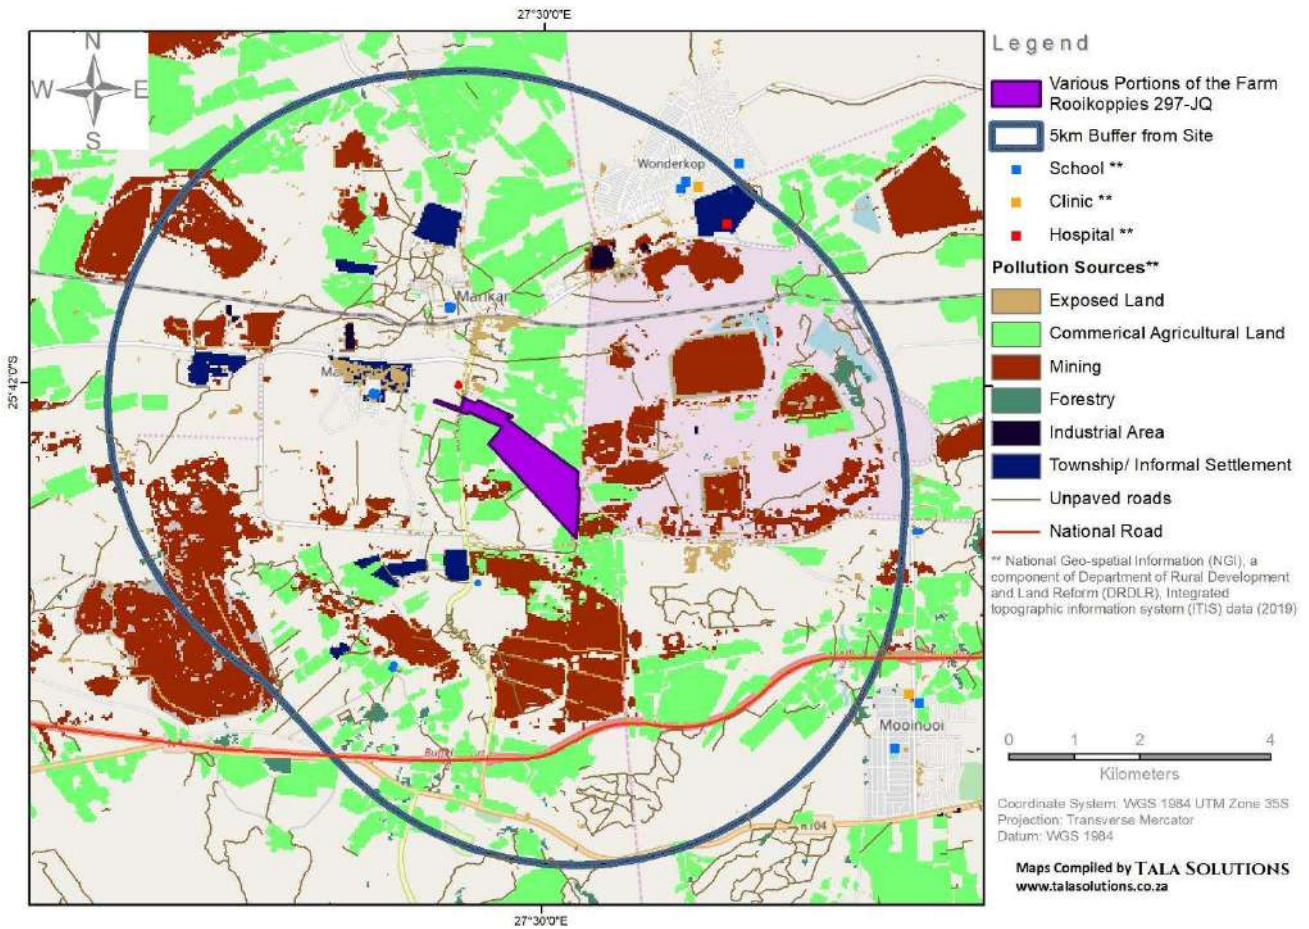 27°30'0"E
N
W E
S
Wonderkop
Marikar
25°42'0"S
Mooinooi
N104
27°30'0"E
Legend
Various Portions of the Farm
Rooikoppies 297-JQ
5km Buffer from Site
School **
Clinic **
Hospital **
Pollution Sources**
Exposed Land
Commerical Agricultural Land
Mining
Forestry
Industrial Area
Township/ Informal Settlement
Unpaved roads
National Road
** National Geo-spatial Information (NGI), a
component of Department of Rural Development
and Land Reform (DRDLR), Integrated
topographic information system (ITIS) data (2019)
0 1 2 4
Kilometers
Coordinate System: WGS 1984 UTM Zone 35S
Projection: Transverse Mercator
Datum: WGS 1984
Maps Compiled by TALA SOLUTIONS
www.talasolutions.co.za